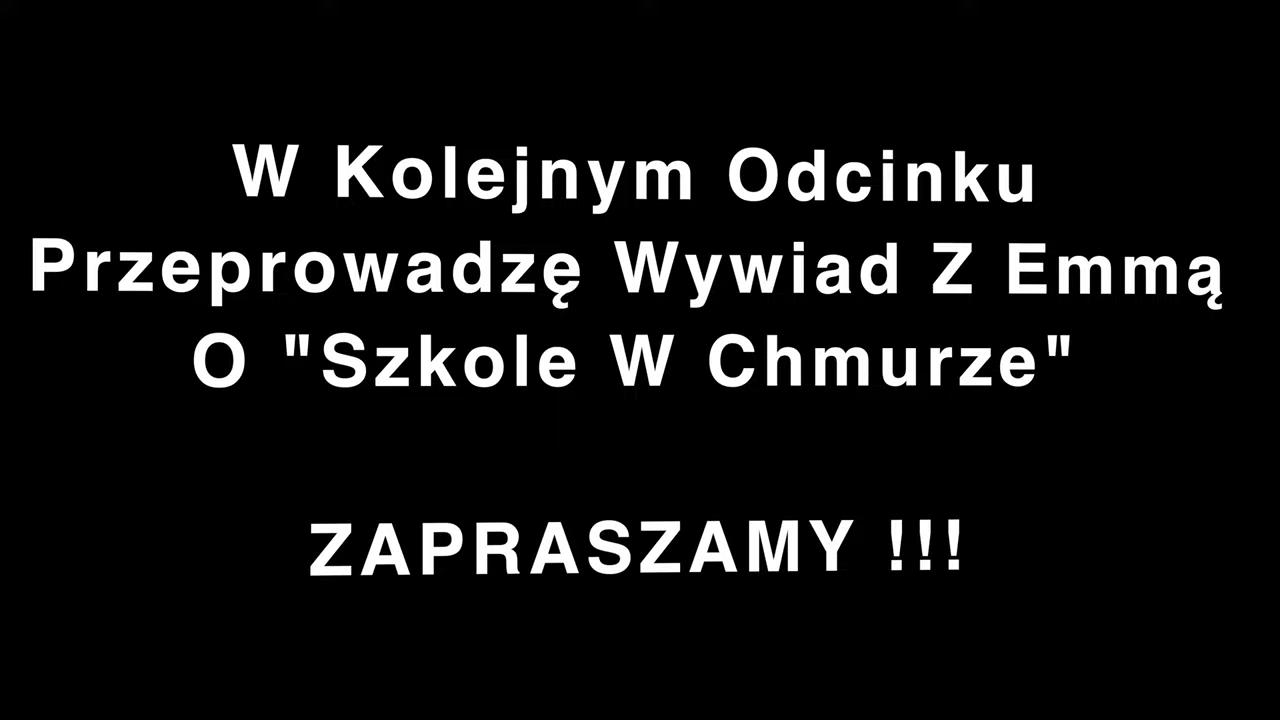 W Kolejnym Odcinku
Przeprowadzę Wywiad Z Emmą
O "Szkole W Chmurze"
ZAPRASZAMY !!!